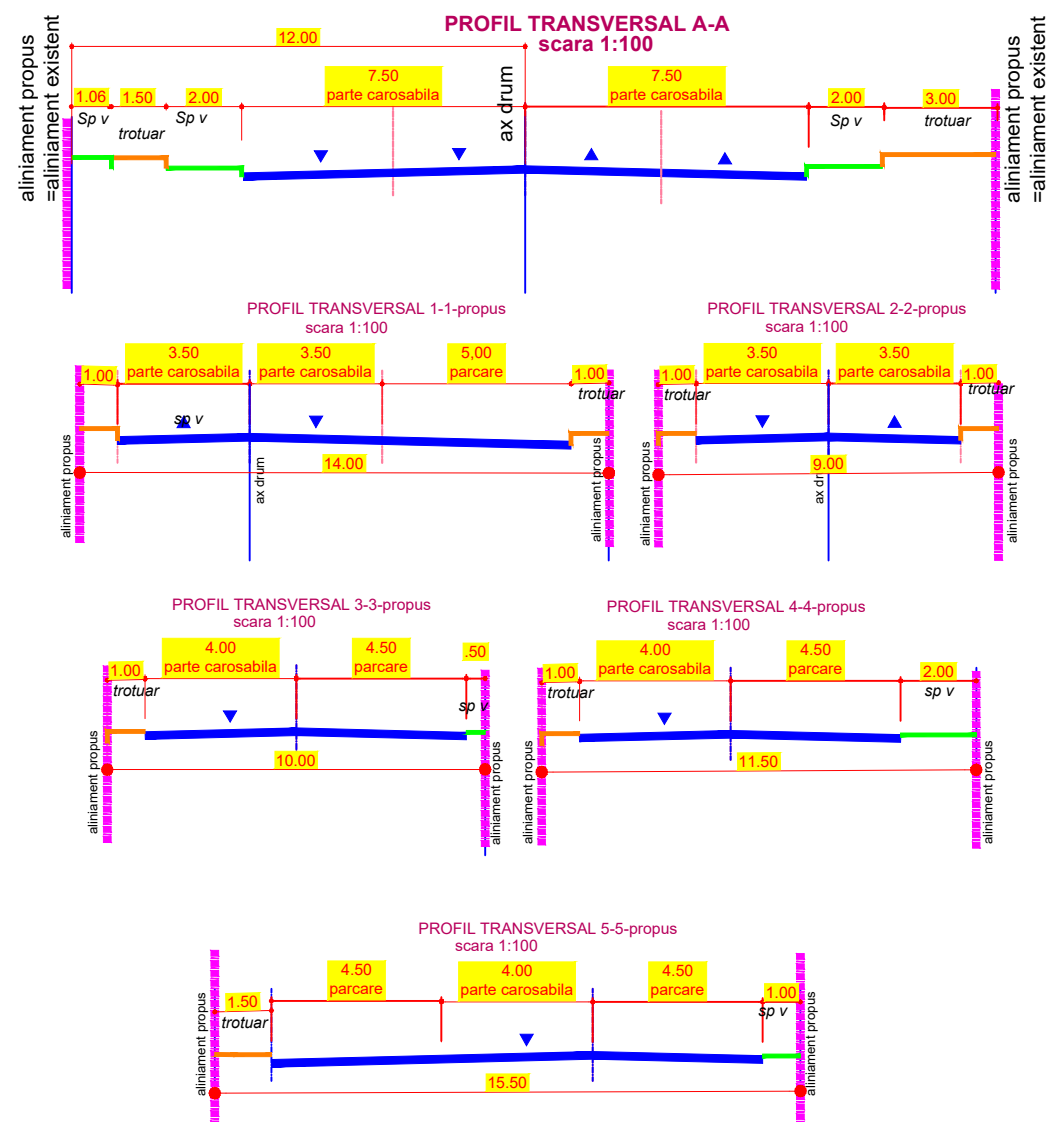 PROFIL TRANSVERSAL A-A
scara 1:100
12.00
aliniament propus
=aliniament existent
1.06
Sp v
1.50
trotuar
2.00
Sp v
7.50
parte carosabila
ax drum
7.50
parte carosabila
2.00
Sp v
3.00
trotuar
aliniament propus
=aliniament existent
PROFIL TRANSVERSAL 1-1-propus
scara 1:100
1.00
3.50
parte carosabila
3.50
parte carosabila
5,00
parcare
1.00
trotuar
sp v
14.00
ax drum
aliniament propus
aliniament propus
PROFIL TRANSVERSAL 2-2-propus
scara 1:100
1.00
trotuar
3.50
parte carosabila
3.50
parte carosabila
1.00
trotuar
9.00
ax dr
aliniament propus
aliniament propus
PROFIL TRANSVERSAL 3-3-propus
scara 1:100
1.00
trotuar
4.00
parte carosabila
4.50
parcare
.50
sp v
10.00
aliniament propus
aliniament propus
PROFIL TRANSVERSAL 4-4-propus
scara 1:100
1.00
trotuar
4.00
parte carosabila
4.50
parcare
2.00
sp v
11.50
aliniament propus
aliniament propus
PROFIL TRANSVERSAL 5-5-propus
scara 1:100
1.50
trotuar
4.50
parcare
4.00
parte carosabila
4.50
parcare
1.00
sp v
15.50
aliniament propus
aliniament propus